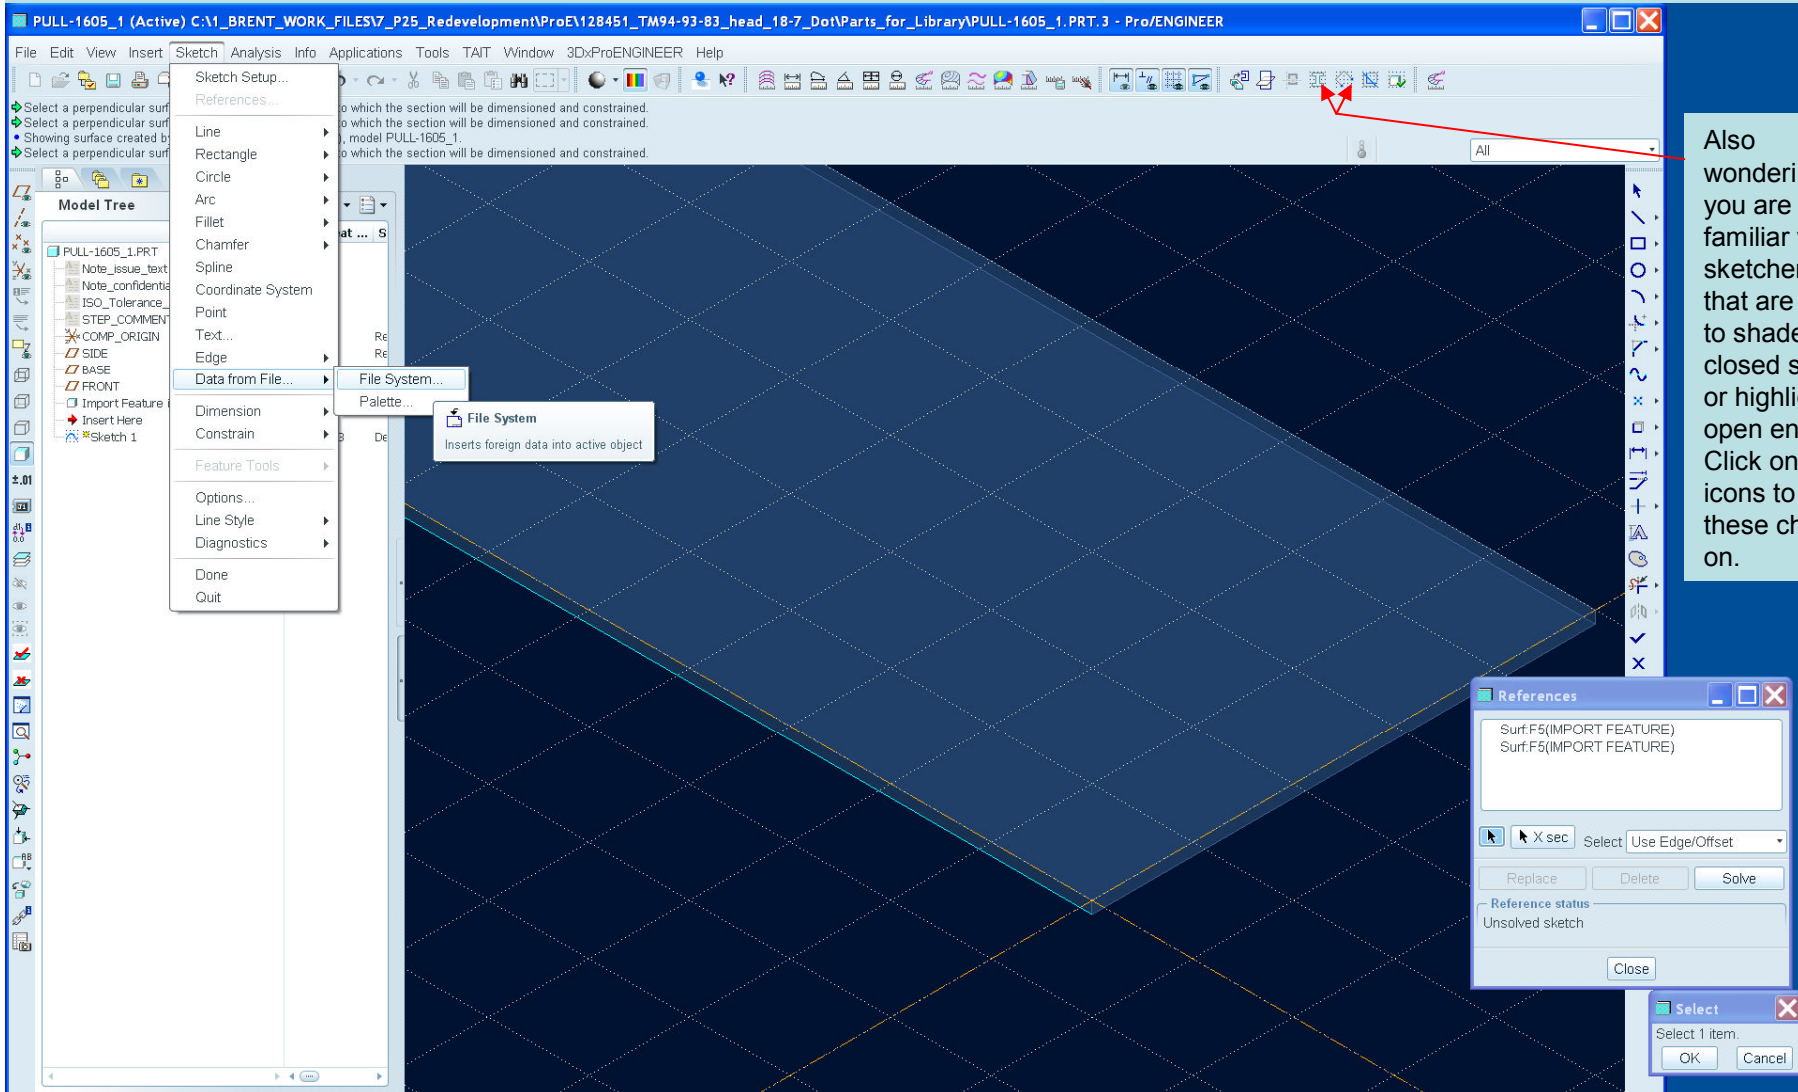 PULL-1605_1 (Active) C:\1_BRENT_WORK_FILES\7_P25_Redevelopment\ProE\128451_TM94-93-83_head_18-7_Dot\Parts_for_Library\PULL-1605_1.PRT.3 - Pro/ENGINEER
File Edit View Insert Sketch Analysis Info Applications Tools TAIT Window 3DxProENGINEER Help
Select a perpendicular surf to which the section will be dimensioned and constrained.
Select a perpendicular surf to which the section will be dimensioned and constrained.
Showing surface created by ), model PULL-1605_1.
Select a perpendicular surf to which the section will be dimensioned and constrained.
All
Sketch Setup...
References...
Line
Rectangle
Circle
Arc
Fillet
Chamfer
Spline
Coordinate System
Point
Text...
Edge
Data from File...
Dimension
Constrain
Feature Tools
Options...
Line Style
Diagnostics
Done
Quit
File System...
Palette...
File System
Inserts foreign data into active object
Model Tree
at ... S
PULL-1605_1.PRT
Note_issue_text
Note_confidentia
ISO_Tolerance_
STEP_COMMENT
COMP_ORIGIN Re
SIDE Re
BASE
FRONT
Import Feature i
Insert Here
Sketch 1 De
±.01
Also
wonderi
you are
familiar
sketcher
that are
to shade
closed s
or highli
open en
Click on
icons to
these ch
on.
References
Surf:F5(IMPORT FEATURE)
Surf:F5(IMPORT FEATURE)
X sec Select Use Edge/Offset
Replace Delete Solve
Reference status
Unsolved sketch
Close
Select
Select 1 item.
OK Cancel